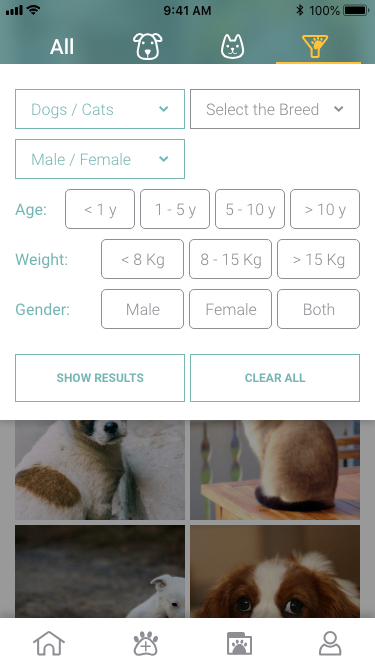 9:41 AM 100%
All
Dogs / Cats Select the Breed
Male / Female
Age: < 1 y 1 - 5 y 5 - 10 y > 10 y
Weight: < 8 Kg 8 - 15 Kg > 15 Kg
Gender: Male Female Both
SHOW RESULTS CLEAR ALL